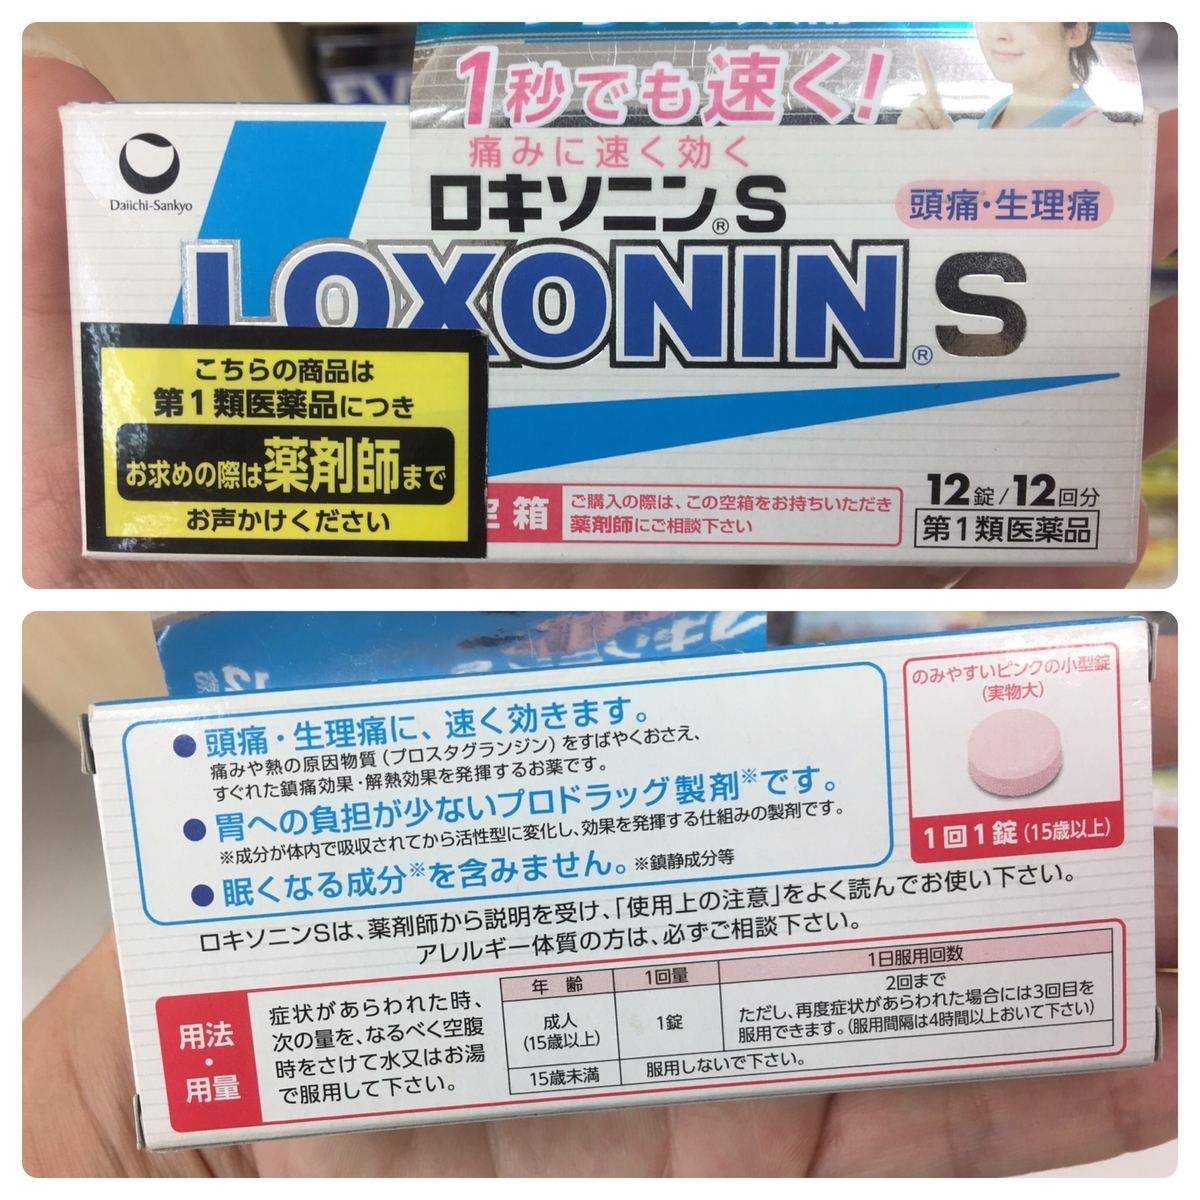 1秒でも速く!
痛みに速く効く
Daiichi-Sankyo
ロキソニン®S
頭痛・生理痛
LOXONIN®S
こちらの商品は
第1類医薬品につき
お求めの際は薬剤師まで
お声かけください
箱
ご購入の際は、この空箱をお持ちいただき
薬剤師にご相談下さい
12錠/12回分
第1類医薬品
12錠
のみやすいピンクの小型錠
(実物大)
1回1錠(15歳以上)
●頭痛・生理痛に、速く効きます。
痛みや熱の原因物質(プロスタグランジン)をすばやくおさえ、
すぐれた鎮痛効果・解熱効果を発揮するお薬です。
●胃への負担が少ないプロドラッグ製剤※です。
※成分が体内で吸収されてから活性型に変化し、効果を発揮する仕組みの製剤です。
●眠くなる成分※を含みません。※鎮静成分等
ロキソニンSは、薬剤師から説明を受け、「使用上の注意」をよく読んでお使い下さい。
アレルギー体質の方は、必ずご相談下さい。
用法
・
用量
症状があらわれた時、
次の量を、なるべく空腹
時をさけて水又はお湯
で服用して下さい。
年齢 1回量 1日服用回数
成人
(15歳以上)
1錠
2回まで
ただし、再度症状があらわれた場合には3回目を
服用できます。(服用間隔は4時間以上おいて下さい)
15歳未満 服用しないで下さい。